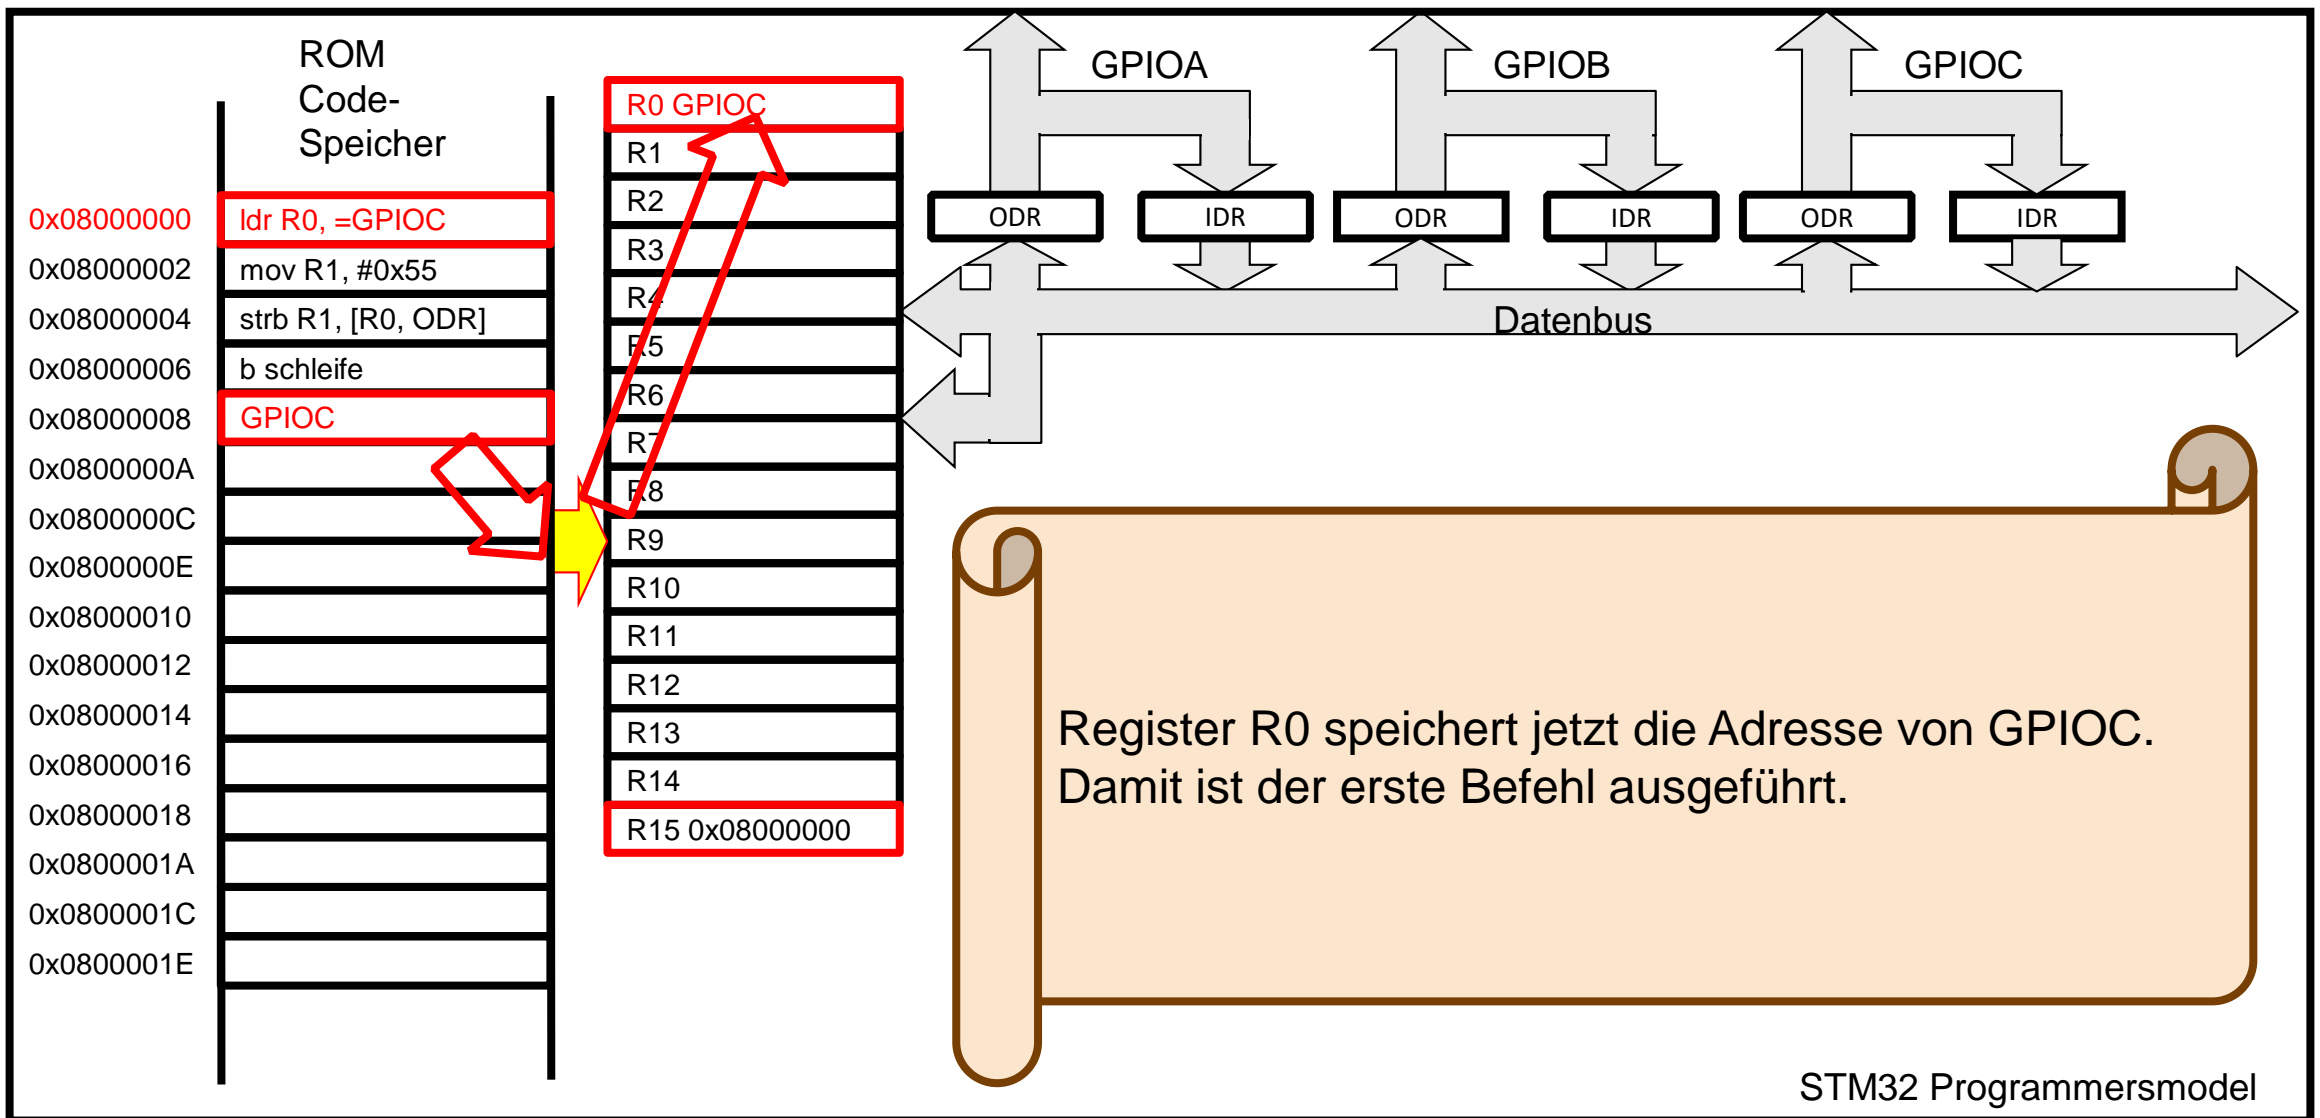 ROM
Code-
Speicher
0x08000000
ldr R0, =GPIOC
0x08000002
mov R1, #0x55
0x08000004
strb R1, [R0, ODR]
0x08000006
b schleife
0x08000008
GPIOC
0x0800000A
0x0800000C
0x0800000E
0x08000010
0x08000012
0x08000014
0x08000016
0x08000018
0x0800001A
0x0800001C
0x0800001E
R0 GPIOC
R1
R2
R3
R4
R5
R6
R7
R8
R9
R10
R11
R12
R13
R14
R15 0x08000000
GPIOA
GPIOB
GPIOC
ODR
IDR
ODR
IDR
ODR
IDR
Datenbus
Register R0 speichert jetzt die Adresse von GPIOC.
Damit ist der erste Befehl ausgeführt.
STM32 Programmersmodel